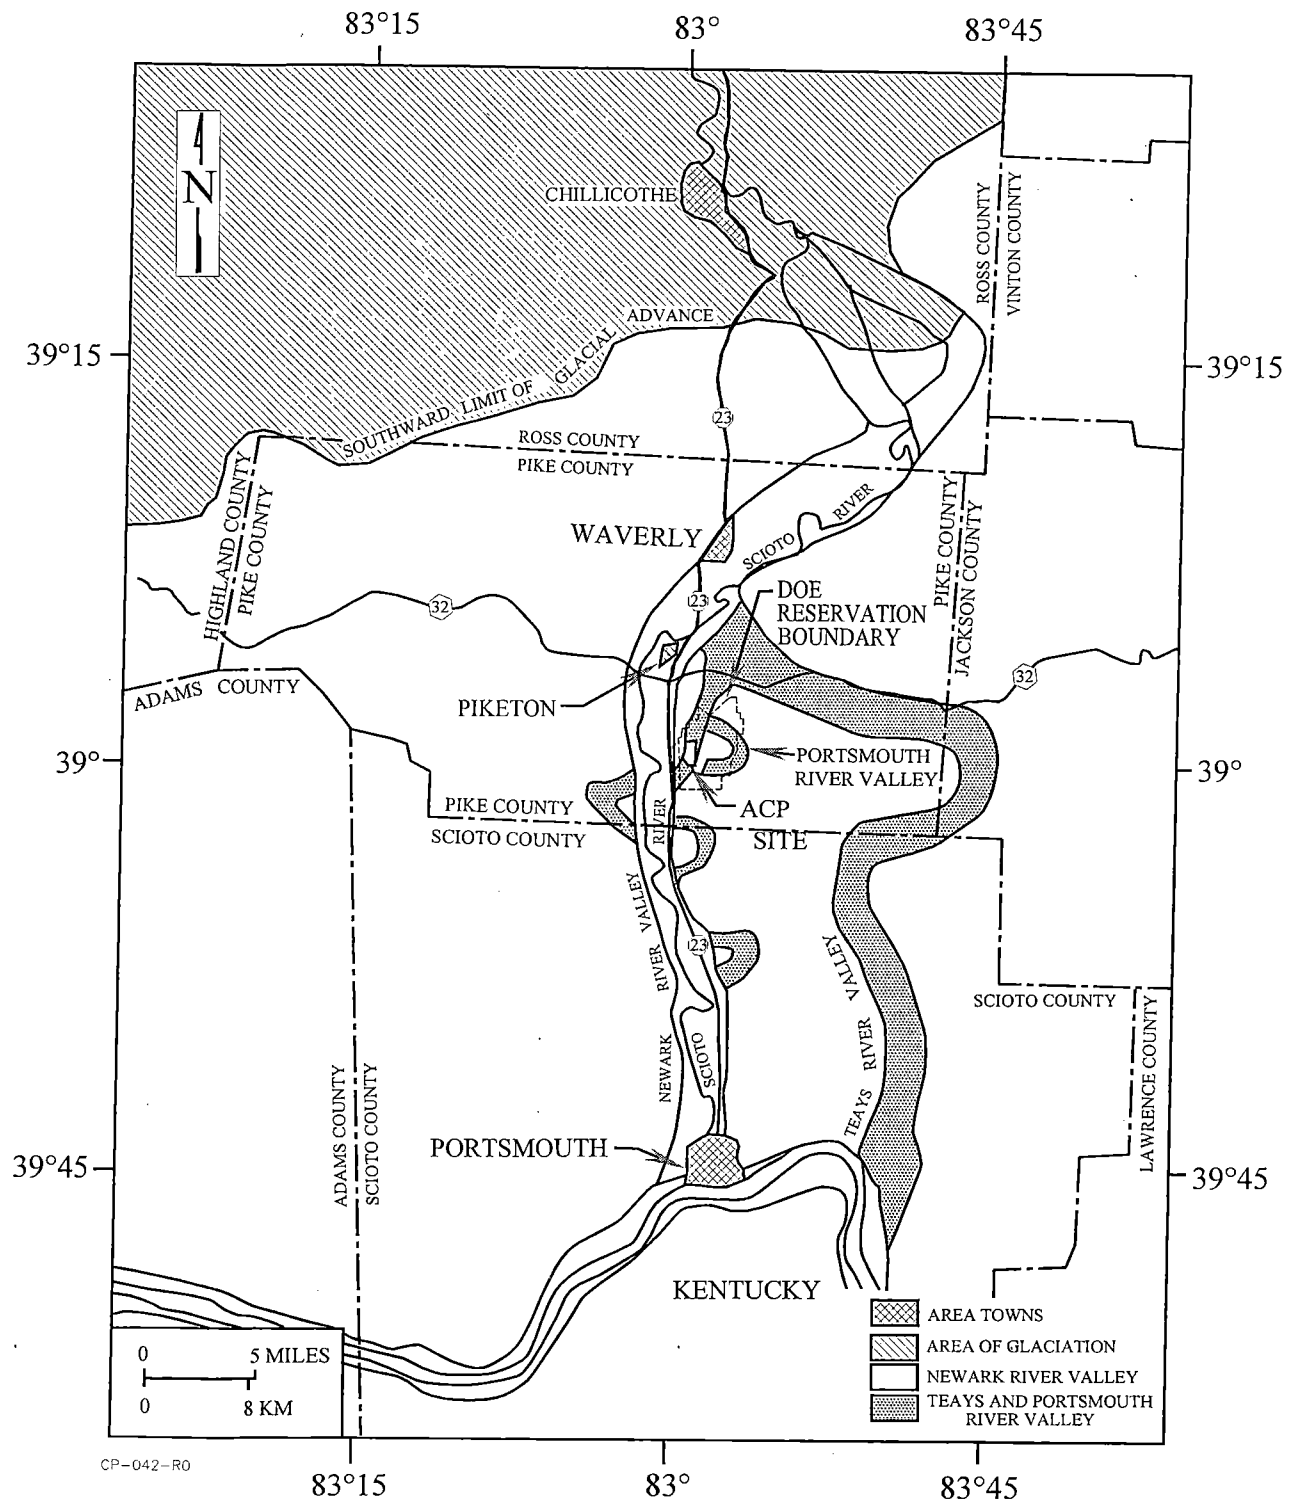 83°15
83°
83°45
N
CHILLICOTHE
ROSS COUNTY
VINTON COUNTY
ADVANCE
SOUTHWARD LIMIT OF GLACIAL
39°15
39°15
23
ROSS COUNTY
PIKE COUNTY
HIGHLAND COUNTY
PIKE COUNTY
WAVERLY
SCIOTO RIVER
PIKE COUNTY
JACKSON COUNTY
DOE
RESERVATION
BOUNDARY
23
32
32
ADAMS COUNTY
PIKETON
PORTSMOUTH
RIVER VALLEY
39°
39°
ACP
SITE
PIKE COUNTY
SCIOTO COUNTY
RIVER
NEWARK RIVER VALLEY
23
SCIOTO
TEAYS RIVER VALLEY
SCIOTO COUNTY
LAWRENCE COUNTY
ADAMS COUNTY
SCIOTO COUNTY
PORTSMOUTH
39°45
39°45
KENTUCKY
AREA TOWNS
AREA OF GLACIATION
NEWARK RIVER VALLEY
TEAYS AND PORTSMOUTH
RIVER VALLEY
0 5 MILES
0 8 KM
CP-042-R0
83°15
83°
83°45